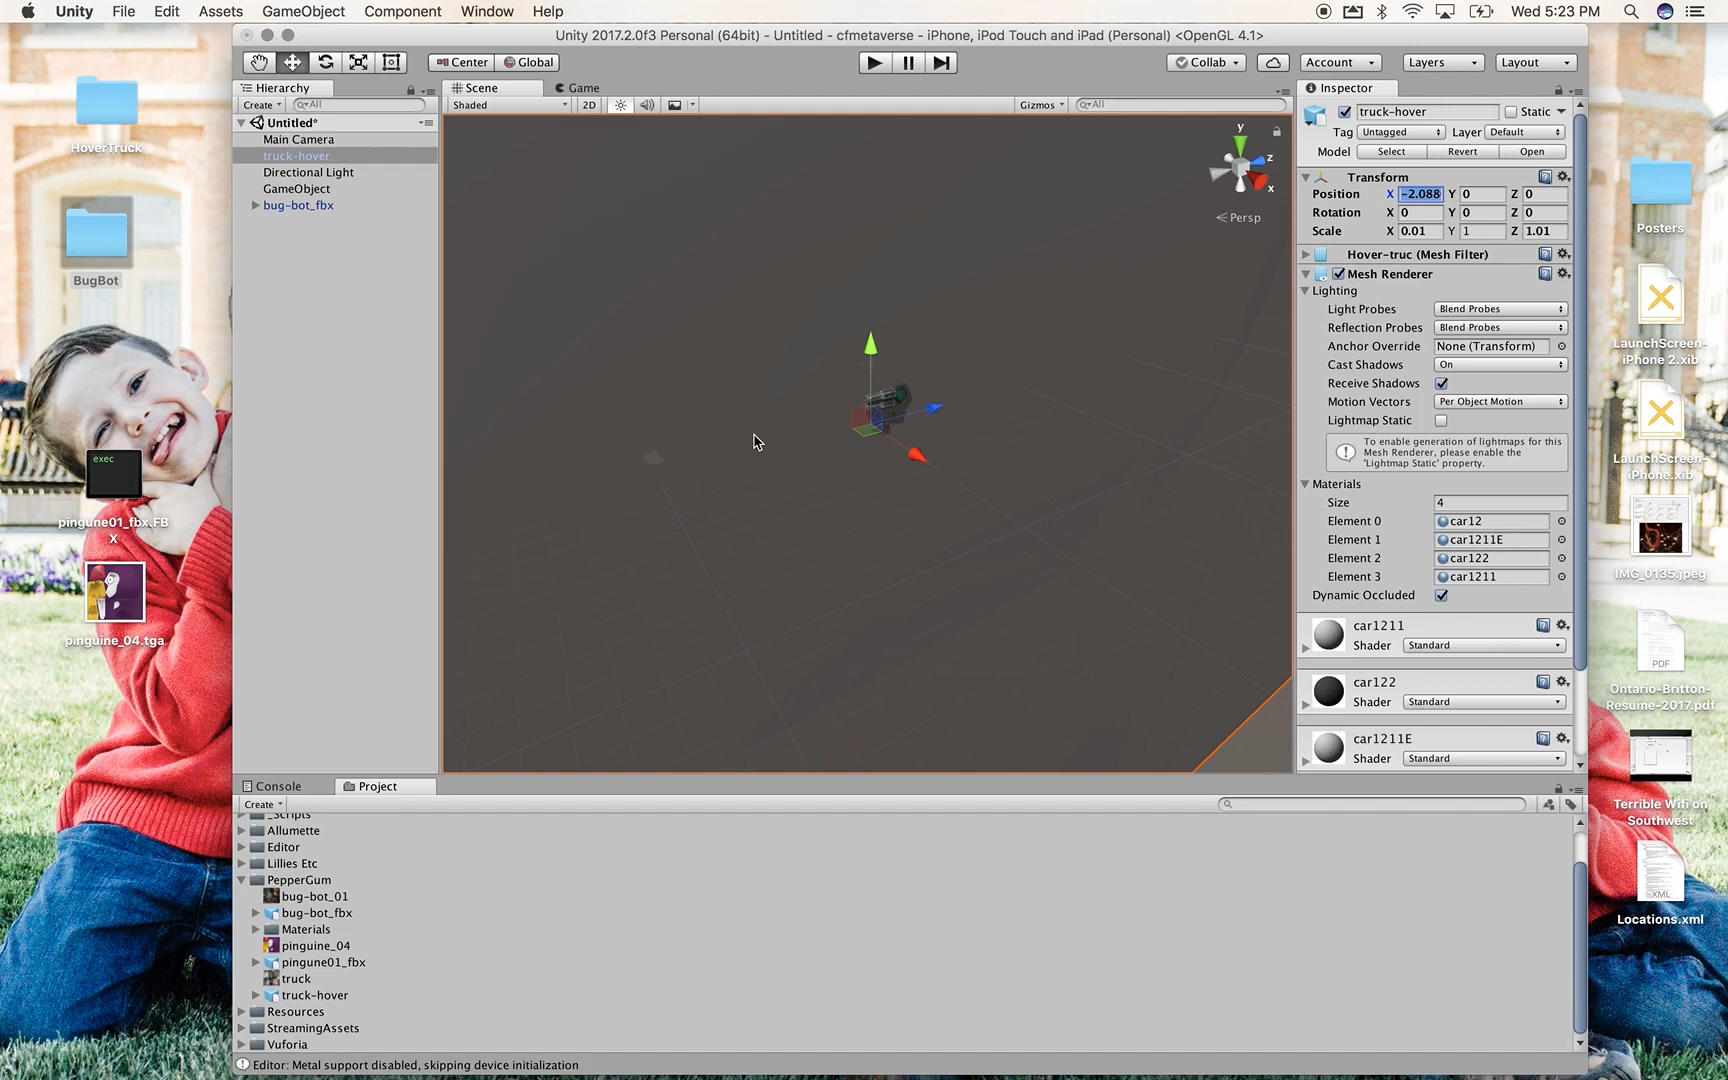 Unity File Edit Assets GameObject Component Window Help Wed 5:23 PM
Unity 2017.2.0f3 Personal (64bit) - Untitled - cfmetaverse - iPhone, iPod Touch and iPad (Personal) <OpenGL 4.1>
Center Global Collab Account Layers Layout
Hierarchy
Create All
Untitled*
Main Camera
truck-hover
Directional Light
GameObject
bug-bot_fbx
Scene Game
Shaded 2D Gizmos All
y
z
x
Persp
Inspector
truck-hover Static
Tag Untagged Layer Default
Model Select Revert Open
Transform
Position X -2.088 Y 0 Z 0
Rotation X 0 Y 0 Z 0
Scale X 0.01 Y 1 Z 1.01
Hover-truc (Mesh Filter)
Mesh Renderer
Lighting
Light Probes Blend Probes
Reflection Probes Blend Probes
Anchor Override None (Transform)
Cast Shadows On
Receive Shadows
Motion Vectors Per Object Motion
Lightmap Static
To enable generation of lightmaps for this
Mesh Renderer, please enable the
'Lightmap Static' property.
Materials
Size 4
Element 0 car12
Element 1 car1211E
Element 2 car122
Element 3 car1211
Dynamic Occluded
car1211
Shader Standard
car122
Shader Standard
car1211E
Shader Standard
Console Project
Create
_Scripts
Allumette
Editor
Lillies Etc
PepperGum
bug-bot_01
bug-bot_fbx
Materials
pinguine_04
pingune01_fbx
truck
truck-hover
Resources
StreamingAssets
Vuforia
Editor: Metal support disabled, skipping device initialization
HoverTruck
BugBot
exec
pingune01_fbx.FB
X
pinguine_04.tga
Posters
LaunchScreen-
iPhone 2.xib
LaunchScreen-
iPhone.xib
IMG_0135.jpeg
PDF
Ontario-Britton-
Resume-2017.pdf
Terrible Wifi on
Southwest
XML
Locations.xml